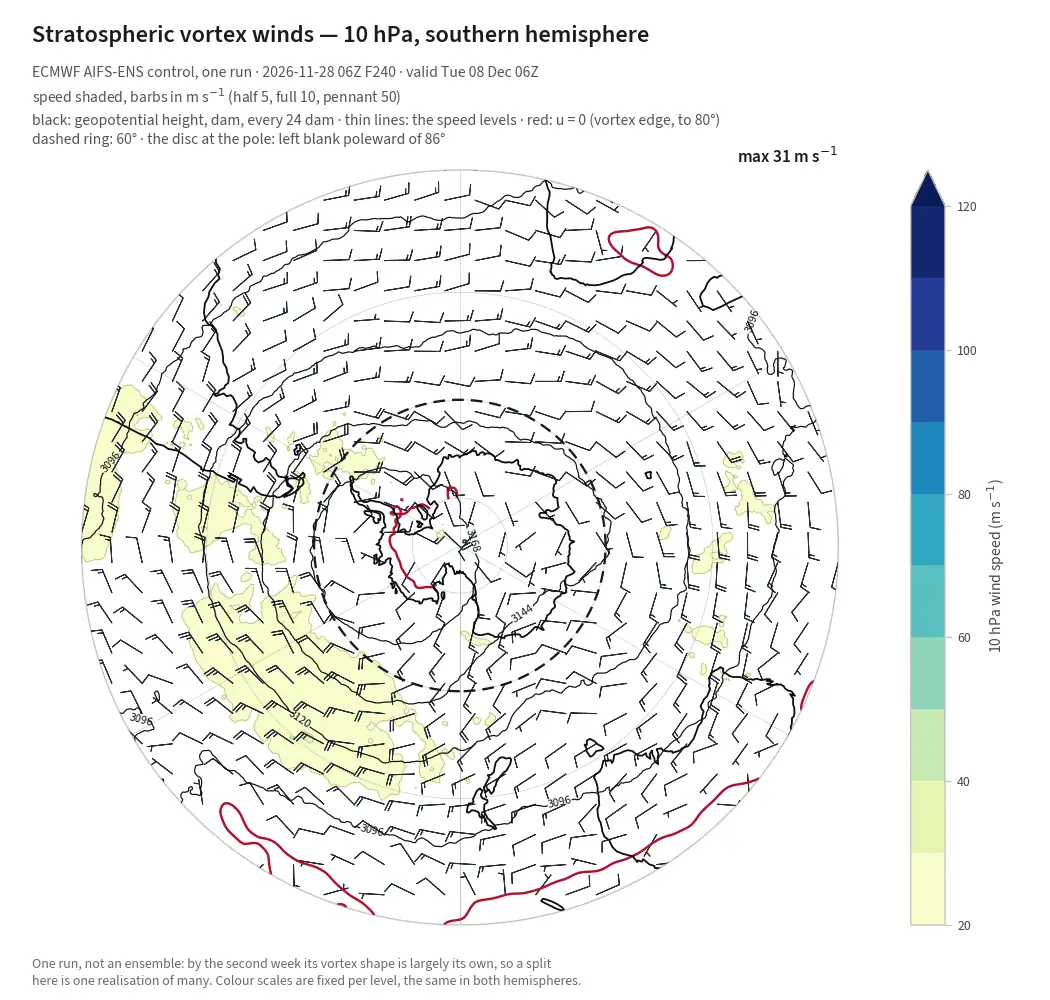 Stratospheric vortex winds — 10 hPa, southern hemisphere
ECMWF AIFS-ENS control, one run · 2026-11-28 06Z F240 · valid Tue 08 Dec 06Z
speed shaded, barbs in m s⁻¹ (half 5, full 10, pennant 50)
black: geopotential height, dam, every 24 dam · thin lines: the speed levels · red: u = 0 (vortex edge, to 80°)
dashed ring: 60° · the disc at the pole: left blank poleward of 86°
max 31 m s⁻¹
120
100
80
60
40
20
10 hPa wind speed (m s⁻¹)
3096
3096
3168
3144
3120
3096
3096
3096
One run, not an ensemble: by the second week its vortex shape is largely its own, so a split
here is one realisation of many. Colour scales are fixed per level, the same in both hemispheres.